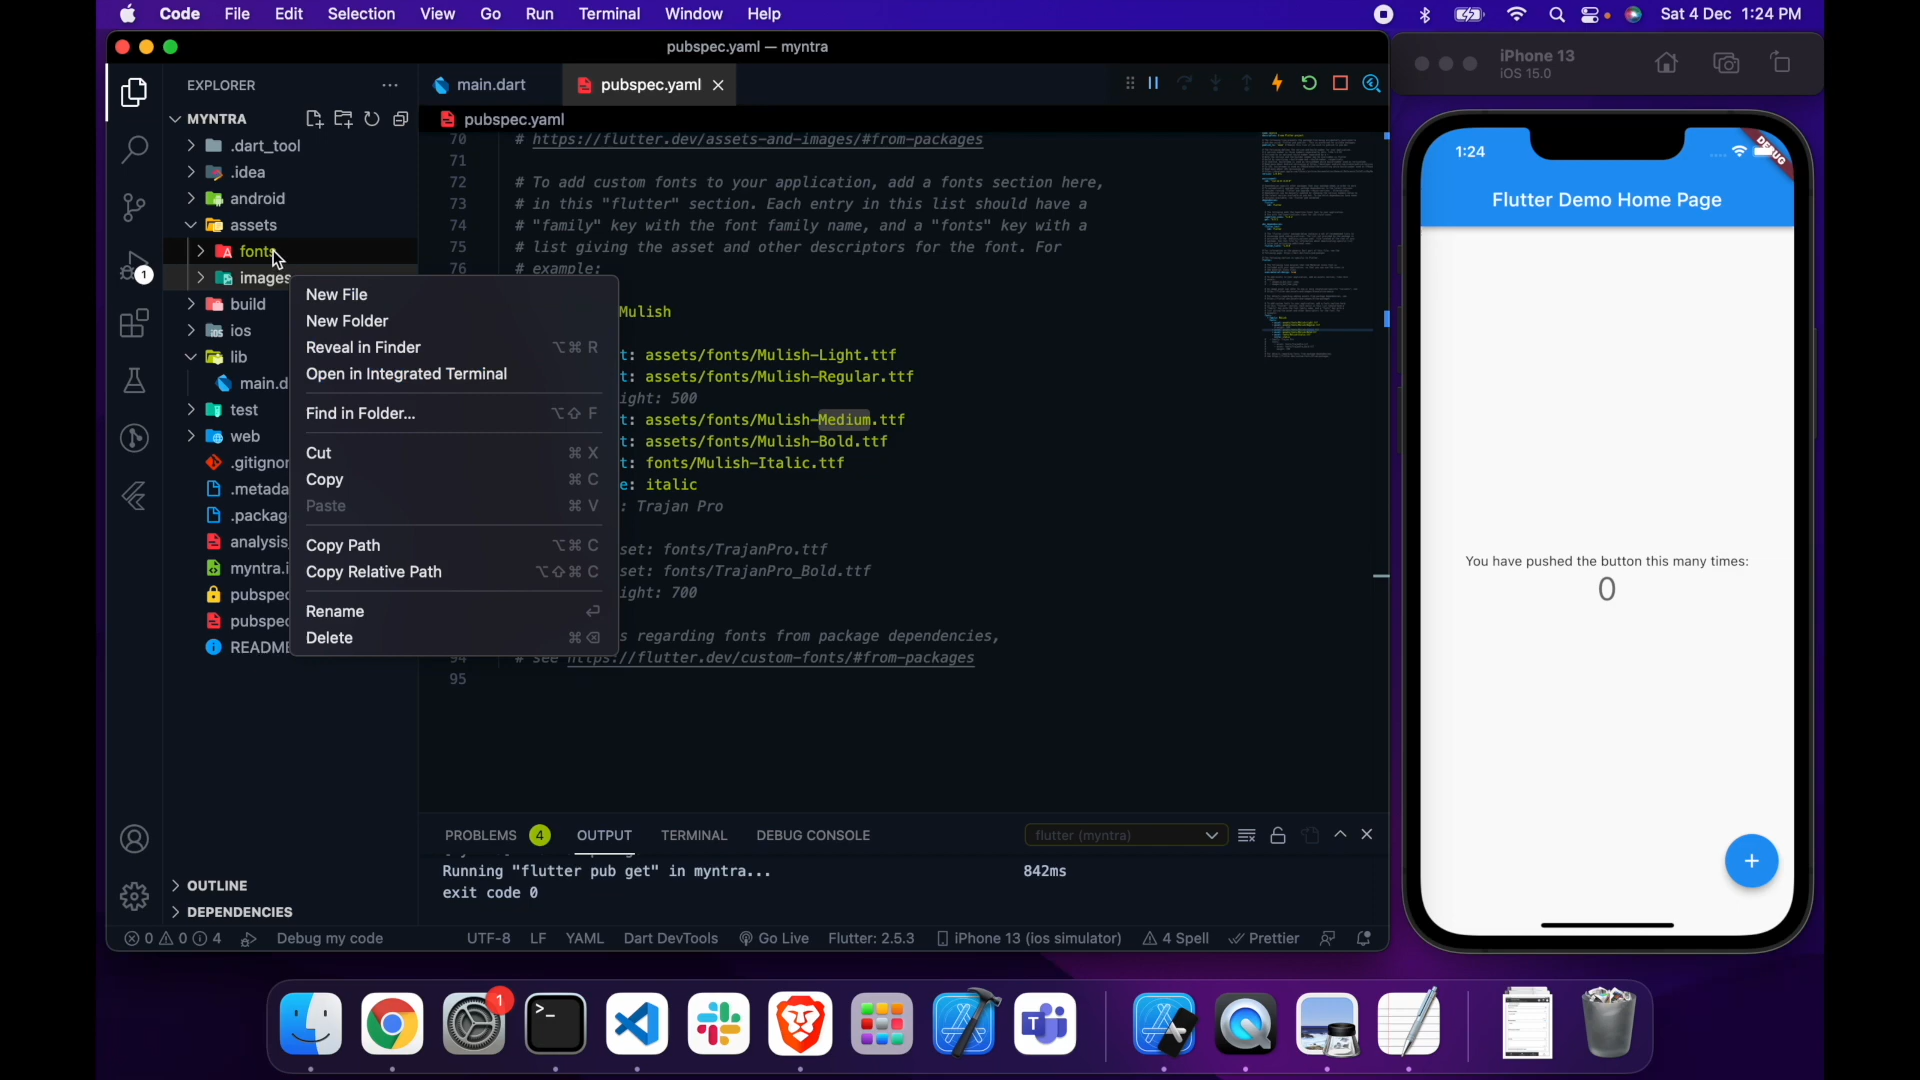 Code File Edit Selection View Go Run Terminal Window Help
Sat 4 Dec 1:24 PM
pubspec.yaml — myntra
iPhone 13
iOS 15.0
EXPLORER
main.dart
pubspec.yaml
MYNTRA
pubspec.yaml
.dart_tool
.idea
android
assets
fonts
images
build
ios
lib
main.d
test
web
.gitignor
.metada
.packag
analysis
myntra.i
pubspec
pubspec
README
1
OUTLINE
DEPENDENCIES
New File
New Folder
Reveal in Finder ⌥⌘ R
Open in Integrated Terminal
Find in Folder... ⌥⇧ F
Cut ⌘ X
Copy ⌘ C
Paste ⌘ V
Copy Path ⌥⌘ C
Copy Relative Path ⌥⇧⌘ C
Rename ⏎
Delete ⌘⌫
70 # https://flutter.dev/assets-and-images/#from-packages
71
72 # To add custom fonts to your application, add a fonts section here,
73 # in this "flutter" section. Each entry in this list should have a
74 # "family" key with the font family name, and a "fonts" key with a
75 # list giving the asset and other descriptors for the font. For
76 # example:
Mulish
t: assets/fonts/Mulish-Light.ttf
t: assets/fonts/Mulish-Regular.ttf
ight: 500
t: assets/fonts/Mulish-Medium.ttf
t: assets/fonts/Mulish-Bold.ttf
t: fonts/Mulish-Italic.ttf
e: italic
: Trajan Pro
set: fonts/TrajanPro.ttf
set: fonts/TrajanPro_Bold.ttf
ight: 700
s regarding fonts from package dependencies,
94 # see https://flutter.dev/custom-fonts/#from-packages
95
PROBLEMS 4 OUTPUT TERMINAL DEBUG CONSOLE
flutter (myntra)
Running "flutter pub get" in myntra... 842ms
exit code 0
0 0 4 Debug my code UTF-8 LF YAML Dart DevTools Go Live Flutter: 2.5.3 iPhone 13 (ios simulator) 4 Spell Prettier
1:24
DEBUG
Flutter Demo Home Page
You have pushed the button this many times:
0
+
1